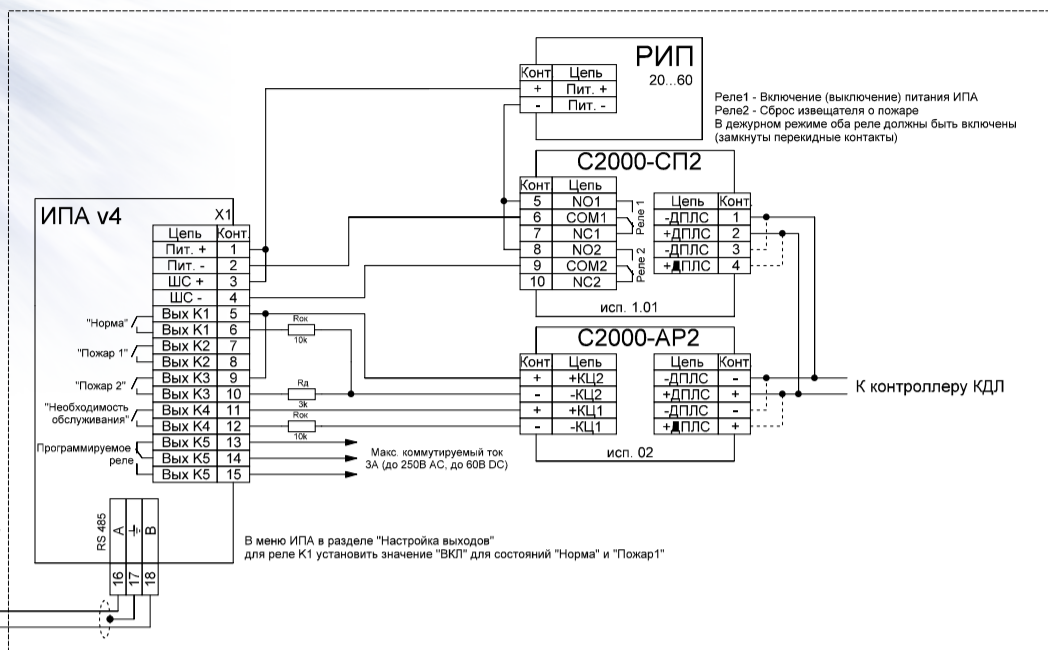 РИП
20...60
Конт Цепь
+ Пит. +
- Пит. -
Реле1 - Включение (выключение) питания ИПА
Реле2 - Сброс извещателя о пожаре
В дежурном режиме оба реле должны быть включены
(замкнуты перекидные контакты)
С2000-СП2
Конт Цепь
5 NO1
6 COM1
7 NC1
8 NO2
9 COM2
10 NC2
Реле 1
Реле 2
Цепь Конт.
-ДПЛС 1
+ДПЛС 2
-ДПЛС 3
+ДПЛС 4
исп. 1.01
ИПА v4
X1
Цепь Конт.
Пит. + 1
Пит. - 2
ШС + 3
ШС - 4
Вых К1 5
Вых К1 6
Вых К2 7
Вых К2 8
Вых К3 9
Вых К3 10
Вых К4 11
Вых К4 12
Вых К5 13
Вых К5 14
Вых К5 15
"Норма"
"Пожар 1"
"Пожар 2"
"Необходимость
обслуживания"
Программируемое
реле
Rок
10k
Rд
3k
Rок
10k
С2000-АР2
Конт Цепь
+ +КЦ2
- -КЦ2
+ +КЦ1
- -КЦ1
Цепь Конт
-ДПЛС -
+ДПЛС +
-ДПЛС -
+ДПЛС +
исп. 02
К контроллеру КДЛ
Макс. коммутируемый ток
3А (до 250В AC, до 60В DC)
RS 485
A
B
16
17
18
В меню ИПА в разделе "Настройка выходов"
для реле К1 установить значение "ВКЛ" для состояний "Норма" и "Пожар1"